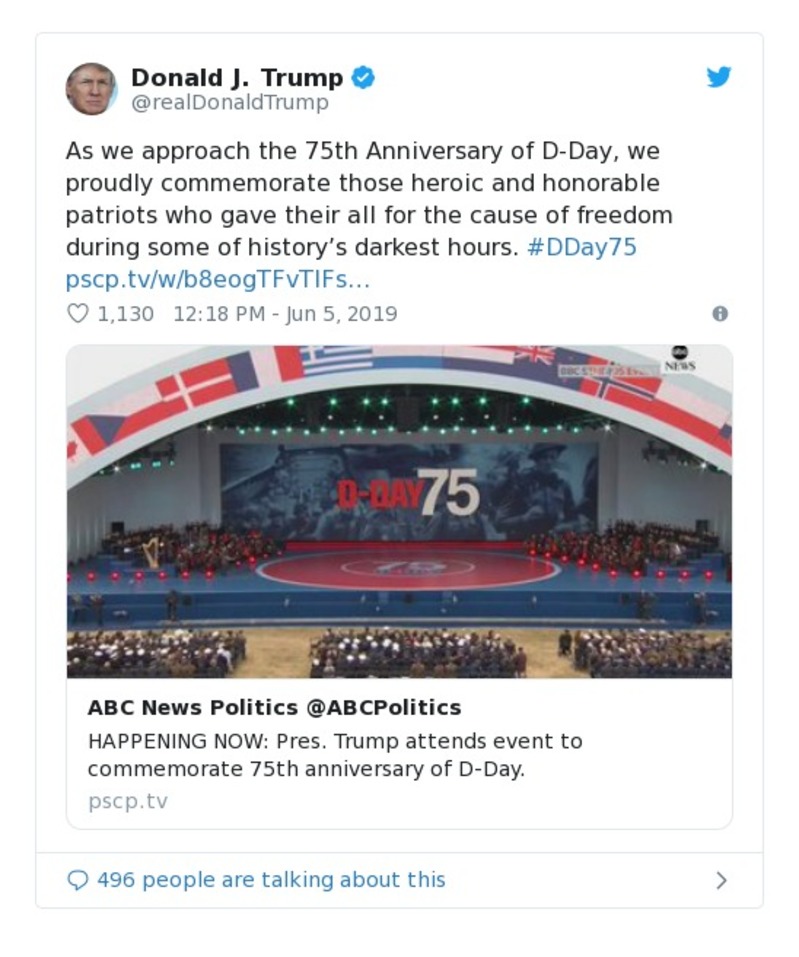 Donald J. Trump
@realDonaldTrump
As we approach the 75th Anniversary of D-Day, we
proudly commemorate those heroic and honorable
patriots who gave their all for the cause of freedom
during some of history’s darkest hours. #DDay75
pscp.tv/w/b8eogTFvTlFs…
1,130 12:18 PM - Jun 5, 2019
abc
NEWS
D-DAY75
75
ABC News Politics @ABCPolitics
HAPPENING NOW: Pres. Trump attends event to
commemorate 75th anniversary of D-Day.
pscp.tv
496 people are talking about this